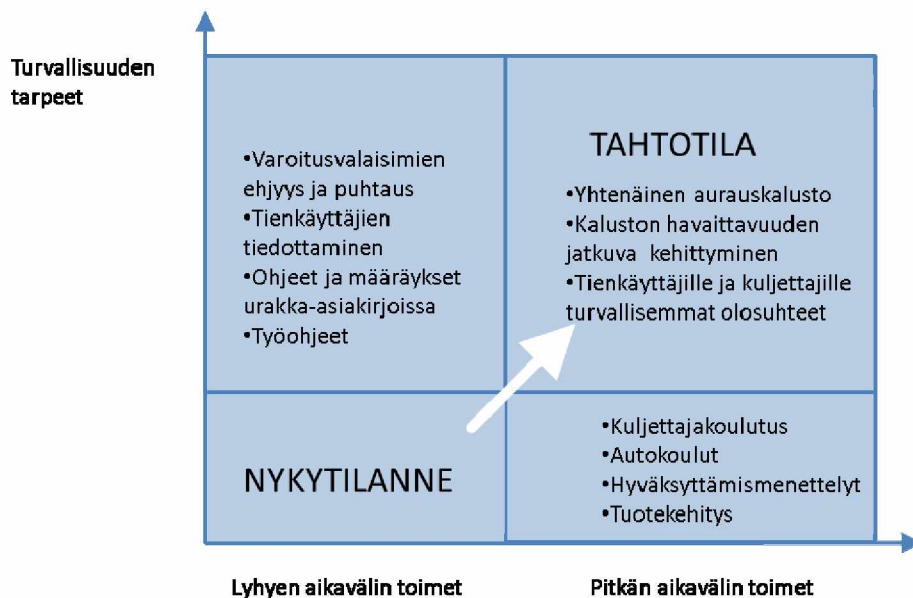 Turvallisuuden
tarpeet
•Varoitusvalaisimien
ehjyys ja puhtaus
•Tienkäyttäjien
tiedottaminen
•Ohjeet ja määräykset
urakka-asiakirjoissa
•Työohjeet
TAHTOTILA
•Yhtenäinen aurauskalusto
•Kaluston havaittavuuden
jatkuva kehittyminen
•Tienkäyttäjille ja kuljettajille
turvallisemmat olosuhteet
NYKYTILANNE
•Kuljettajakoulutus
•Autokoulut
•Hyväksyttämismenettelyt
•Tuotekehitys
Lyhyen aikavälin toimet
Pitkän aikavälin toimet